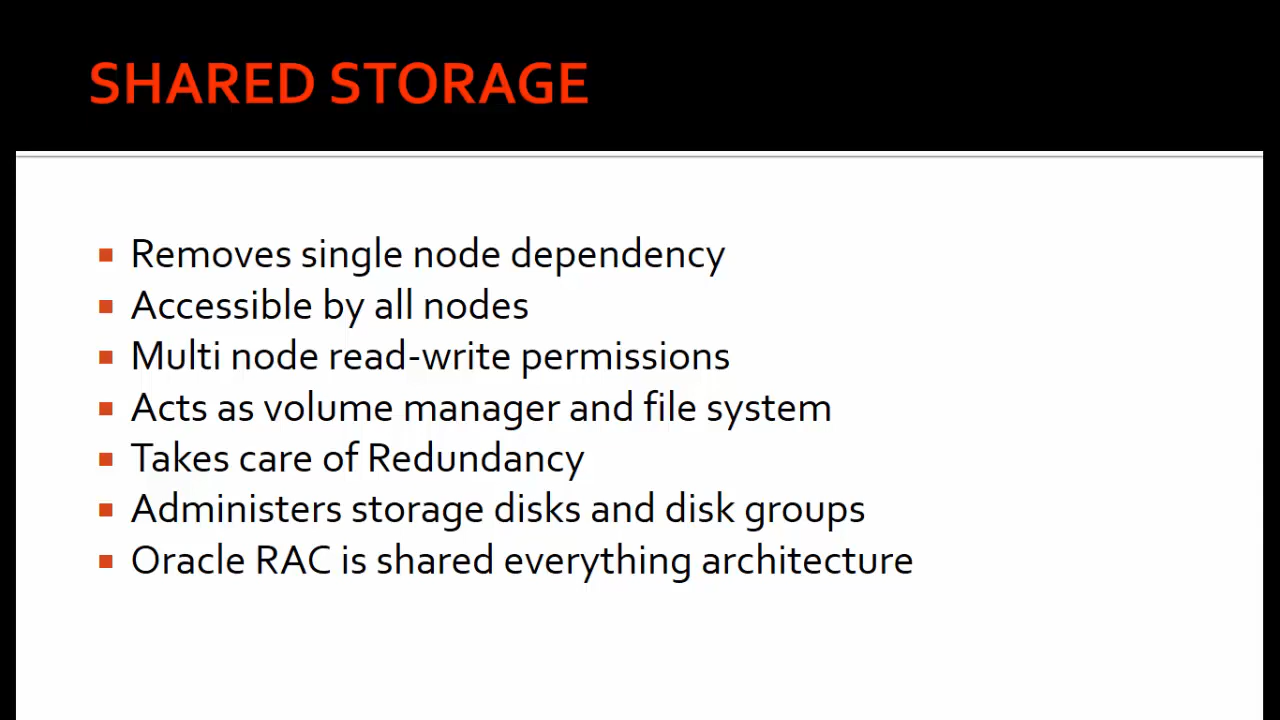 SHARED STORAGE
Removes single node dependency
Accessible by all nodes
Multi node read-write permissions
Acts as volume manager and file system
Takes care of Redundancy
Administers storage disks and disk groups
Oracle RAC is shared everything architecture